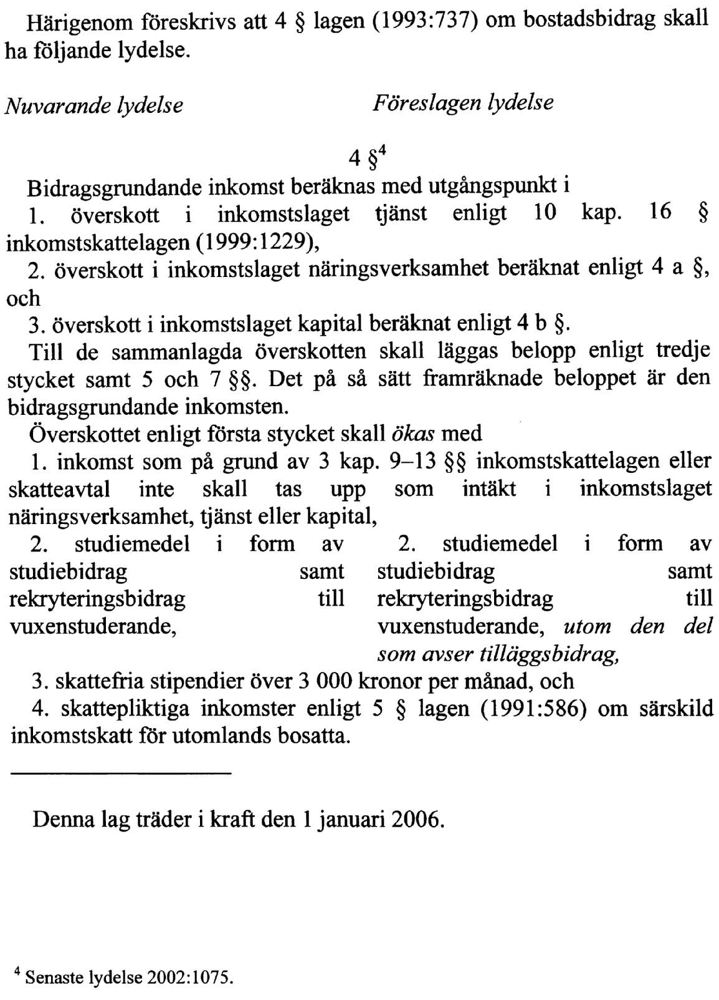 Härigenom föreskrivs att 4 § lagen (1993:737) om bostadsbidrag skall
ha följande lydelse.
Nuvarande lydelse
Föreslagen lydelse
4 §4
Bidragsgrundande inkomst beräknas med utgångspunkt i
1. överskott i inkomstslaget tjänst enligt 10 kap. 16 §
inkomstskattelagen (1999:1229),
2. överskott i inkomstslaget näringsverksamhet beräknat enligt 4 a §,
och
3. överskott i inkomstslaget kapital beräknat enligt 4 b §.
Till de sammanlagda överskotten skall läggas belopp enligt tredje
stycket samt 5 och 7 §§. Det på så sätt framräknade beloppet är den
bidragsgrundande inkomsten.
Överskottet enligt första stycket skall ökas med
1. inkomst som på grund av 3 kap. 9–13 §§ inkomstskattelagen eller
skatteavtal inte skall tas upp som intäkt i inkomstslaget
näringsverksamhet, tjänst eller kapital,
2. studiemedel i form av
studiebidrag samt
rekryteringsbidrag till
vuxenstuderande,
2. studiemedel i form av
studiebidrag samt
rekryteringsbidrag till
vuxenstuderande, utom den del
som avser tilläggsbidrag,
3. skattefria stipendier över 3 000 kronor per månad, och
4. skattepliktiga inkomster enligt 5 § lagen (1991:586) om särskild
inkomstskatt för utomlands bosatta.
Denna lag träder i kraft den 1 januari 2006.
4 Senaste lydelse 2002:1075.